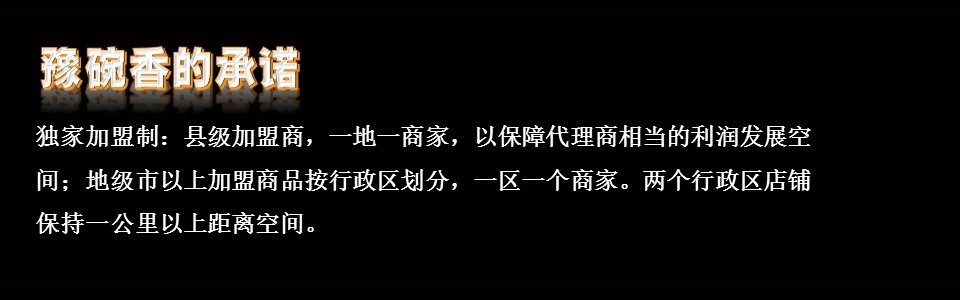 豫碗香的承诺
独家加盟制：县级加盟商，一地一商家，以保障代理商相当的利润发展空
间；地级市以上加盟商品按行政区划分，一区一个商家。两个行政区店铺
保持一公里以上距离空间。